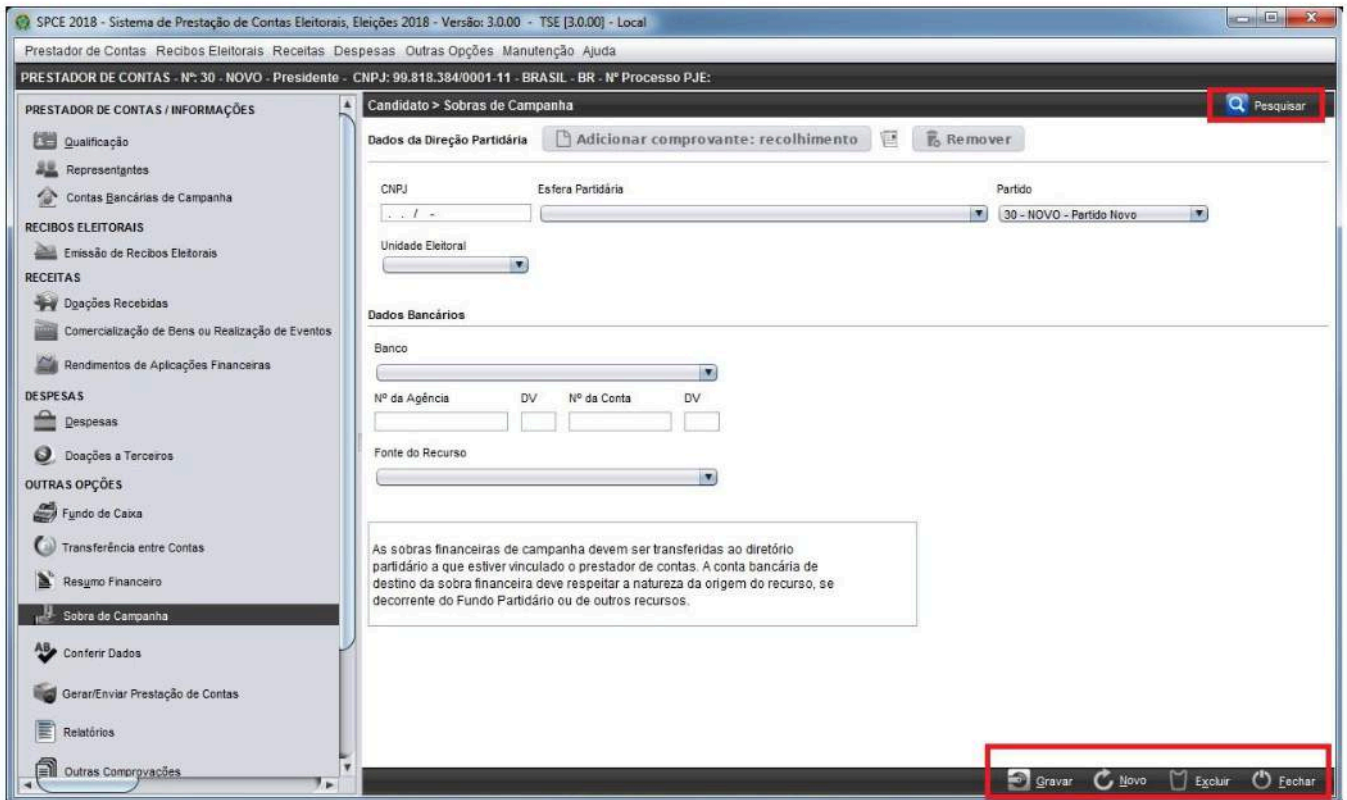 SPCE 2018 - Sistema de Prestação de Contas Eleitorais, Eleições 2018 - Versão: 3.0.00 - TSE [3.0.00] - Local
Prestador de Contas Recibos Eleitorais Receitas Despesas Outras Opções Manutenção Ajuda
PRESTADOR DE CONTAS - Nº: 30 - NOVO - Presidente - CNPJ: 99.818.384/0001-11 - BRASIL - BR - Nº Processo PJE:
PRESTADOR DE CONTAS / INFORMAÇÕES
Qualificação
Representantes
Contas Bancárias de Campanha
RECIBOS ELEITORAIS
Emissão de Recibos Eleitorais
RECEITAS
Doações Recebidas
Comercialização de Bens ou Realização de Eventos
Rendimentos de Aplicações Financeiras
DESPESAS
Despesas
Doações a Terceiros
OUTRAS OPÇÕES
Fundo de Caixa
Transferência entre Contas
Resumo Financeiro
Sobra de Campanha
Conferir Dados
Gerar/Enviar Prestação de Contas
Relatórios
Outras Comprovações
Candidato > Sobras de Campanha
Pesquisar
Dados da Direção Partidária Adicionar comprovante: recolhimento Remover
CNPJ Esfera Partidária Partido
. . / - 30 - NOVO - Partido Novo
Unidade Eleitoral
Dados Bancários
Banco
Nº da Agência DV Nº da Conta DV
Fonte do Recurso
As sobras financeiras de campanha devem ser transferidas ao diretório
partidário a que estiver vinculado o prestador de contas. A conta bancária de
destino da sobra financeira deve respeitar a natureza da origem do recurso, se
decorrente do Fundo Partidário ou de outros recursos.
Gravar Novo Excluir Fechar